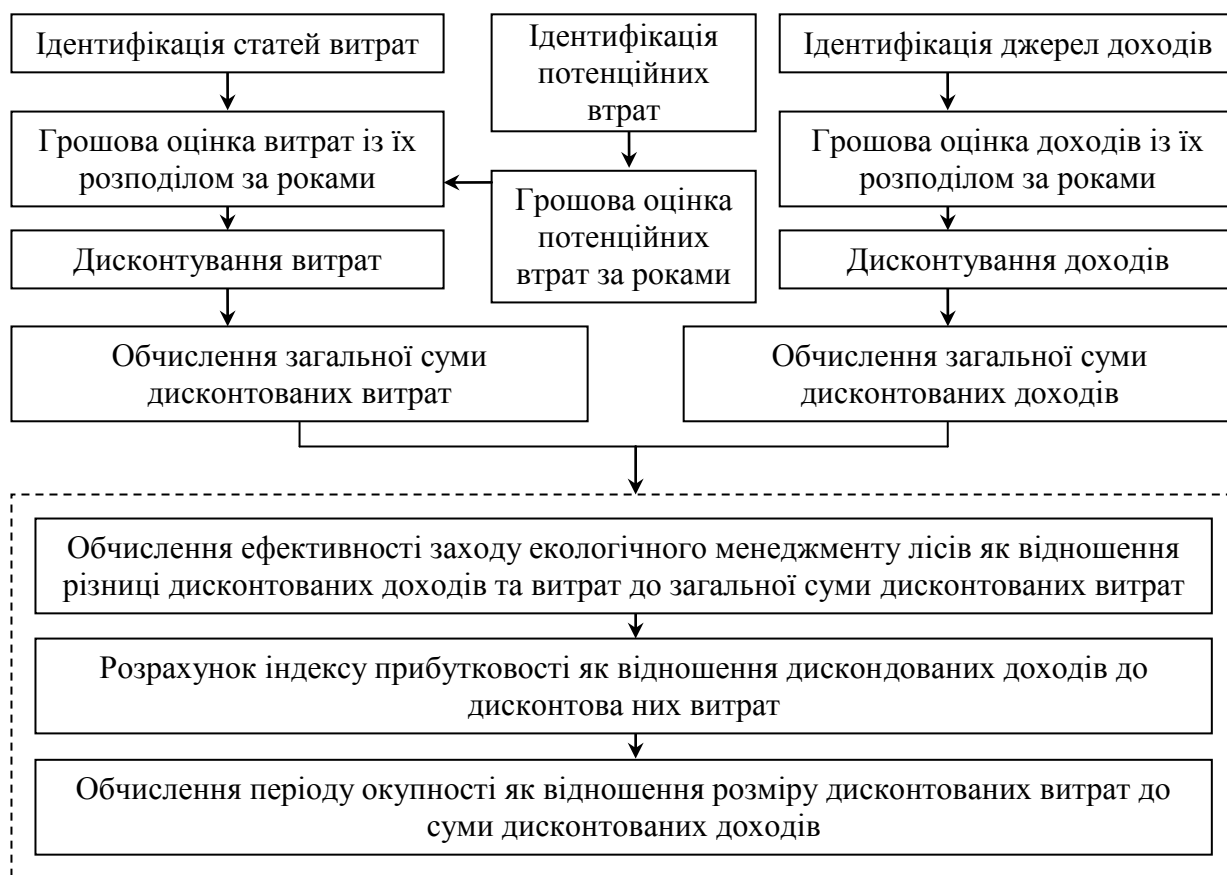 Ідентифікація статей витрат
Ідентифікація
потенційних
втрат
Ідентифікація джерел доходів
Грошова оцінка витрат із їх
розподілом за роками
Грошова оцінка
потенційних
втрат за роками
Грошова оцінка доходів із їх
розподілом за роками
Дисконтування витрат
Дисконтування доходів
Обчислення загальної суми
дисконтованих витрат
Обчислення загальної суми
дисконтованих доходів
Обчислення ефективності заходу екологічного менеджменту лісів як відношення
різниці дисконтованих доходів та витрат до загальної суми дисконтованих витрат
Розрахунок індексу прибутковості як відношення дискондованих доходів до
дисконтова них витрат
Обчислення періоду окупності як відношення розміру дисконтованих витрат до
суми дисконтованих доходів